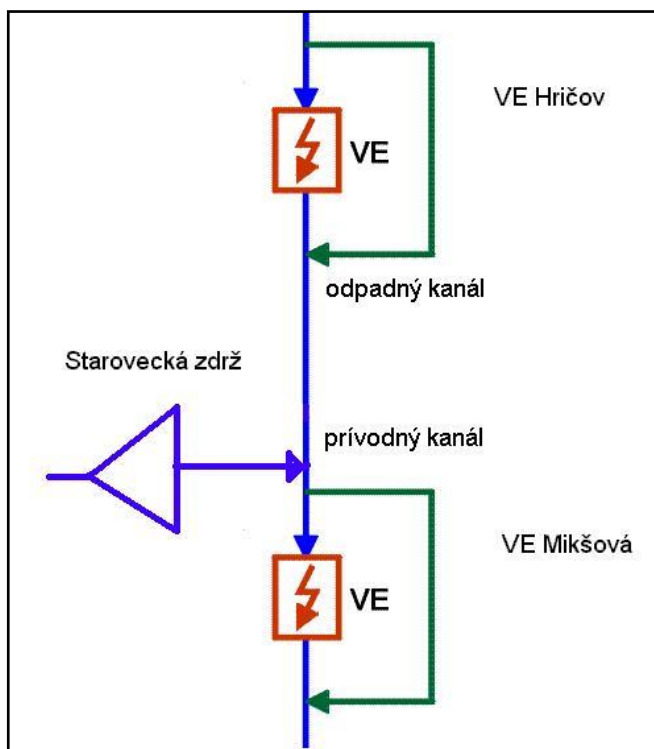 VE Hričov
VE
odpadný kanál
Starovecká zdrž
prívodný kanál
VE Mikšová
VE